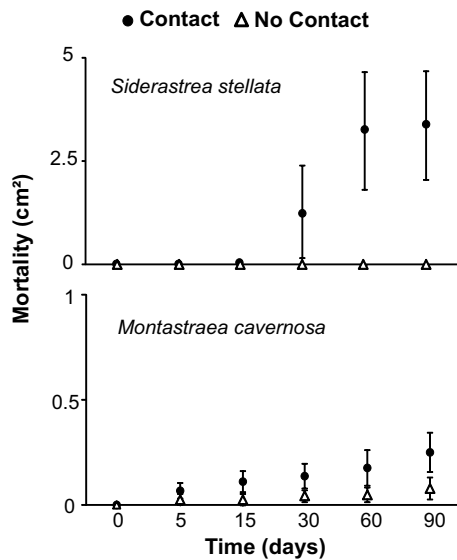 Contact No Contact
Mortality (cm²)
5
Siderastrea stellata
2.5
0
1
Montastraea cavernosa
0.5
0
0 5 15 30 60 90
Time (days)